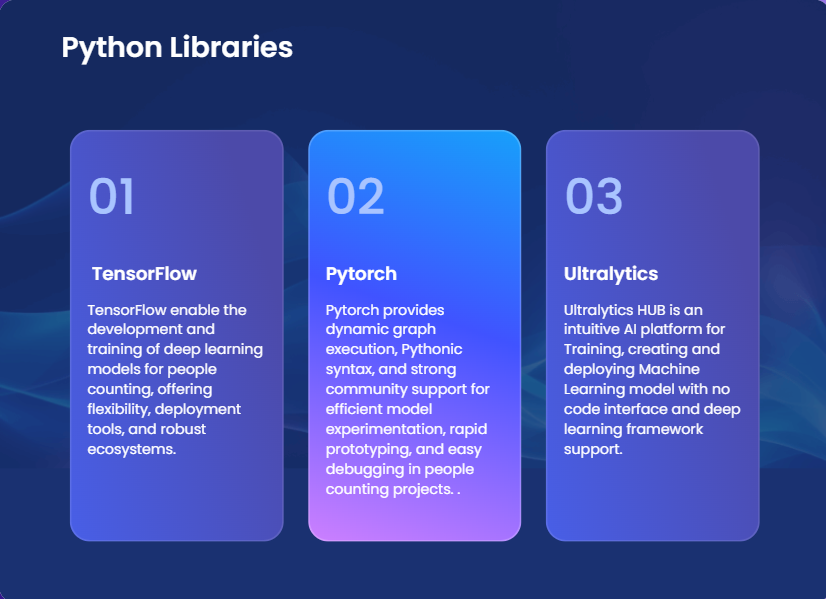 Python Libraries
01
TensorFlow
TensorFlow enable the
development and
training of deep learning
models for people
counting, offering
flexibility, deployment
tools, and robust
ecosystems.
02
Pytorch
Pytorch provides
dynamic graph
execution, Pythonic
syntax, and strong
community support for
efficient model
experimentation, rapid
prototyping, and easy
debugging in people
counting projects. .
03
Ultralytics
Ultralytics HUB is an
intuitive AI platform for
Training, creating and
deploying Machine
Learning model with no
code interface and deep
learning framework
support.